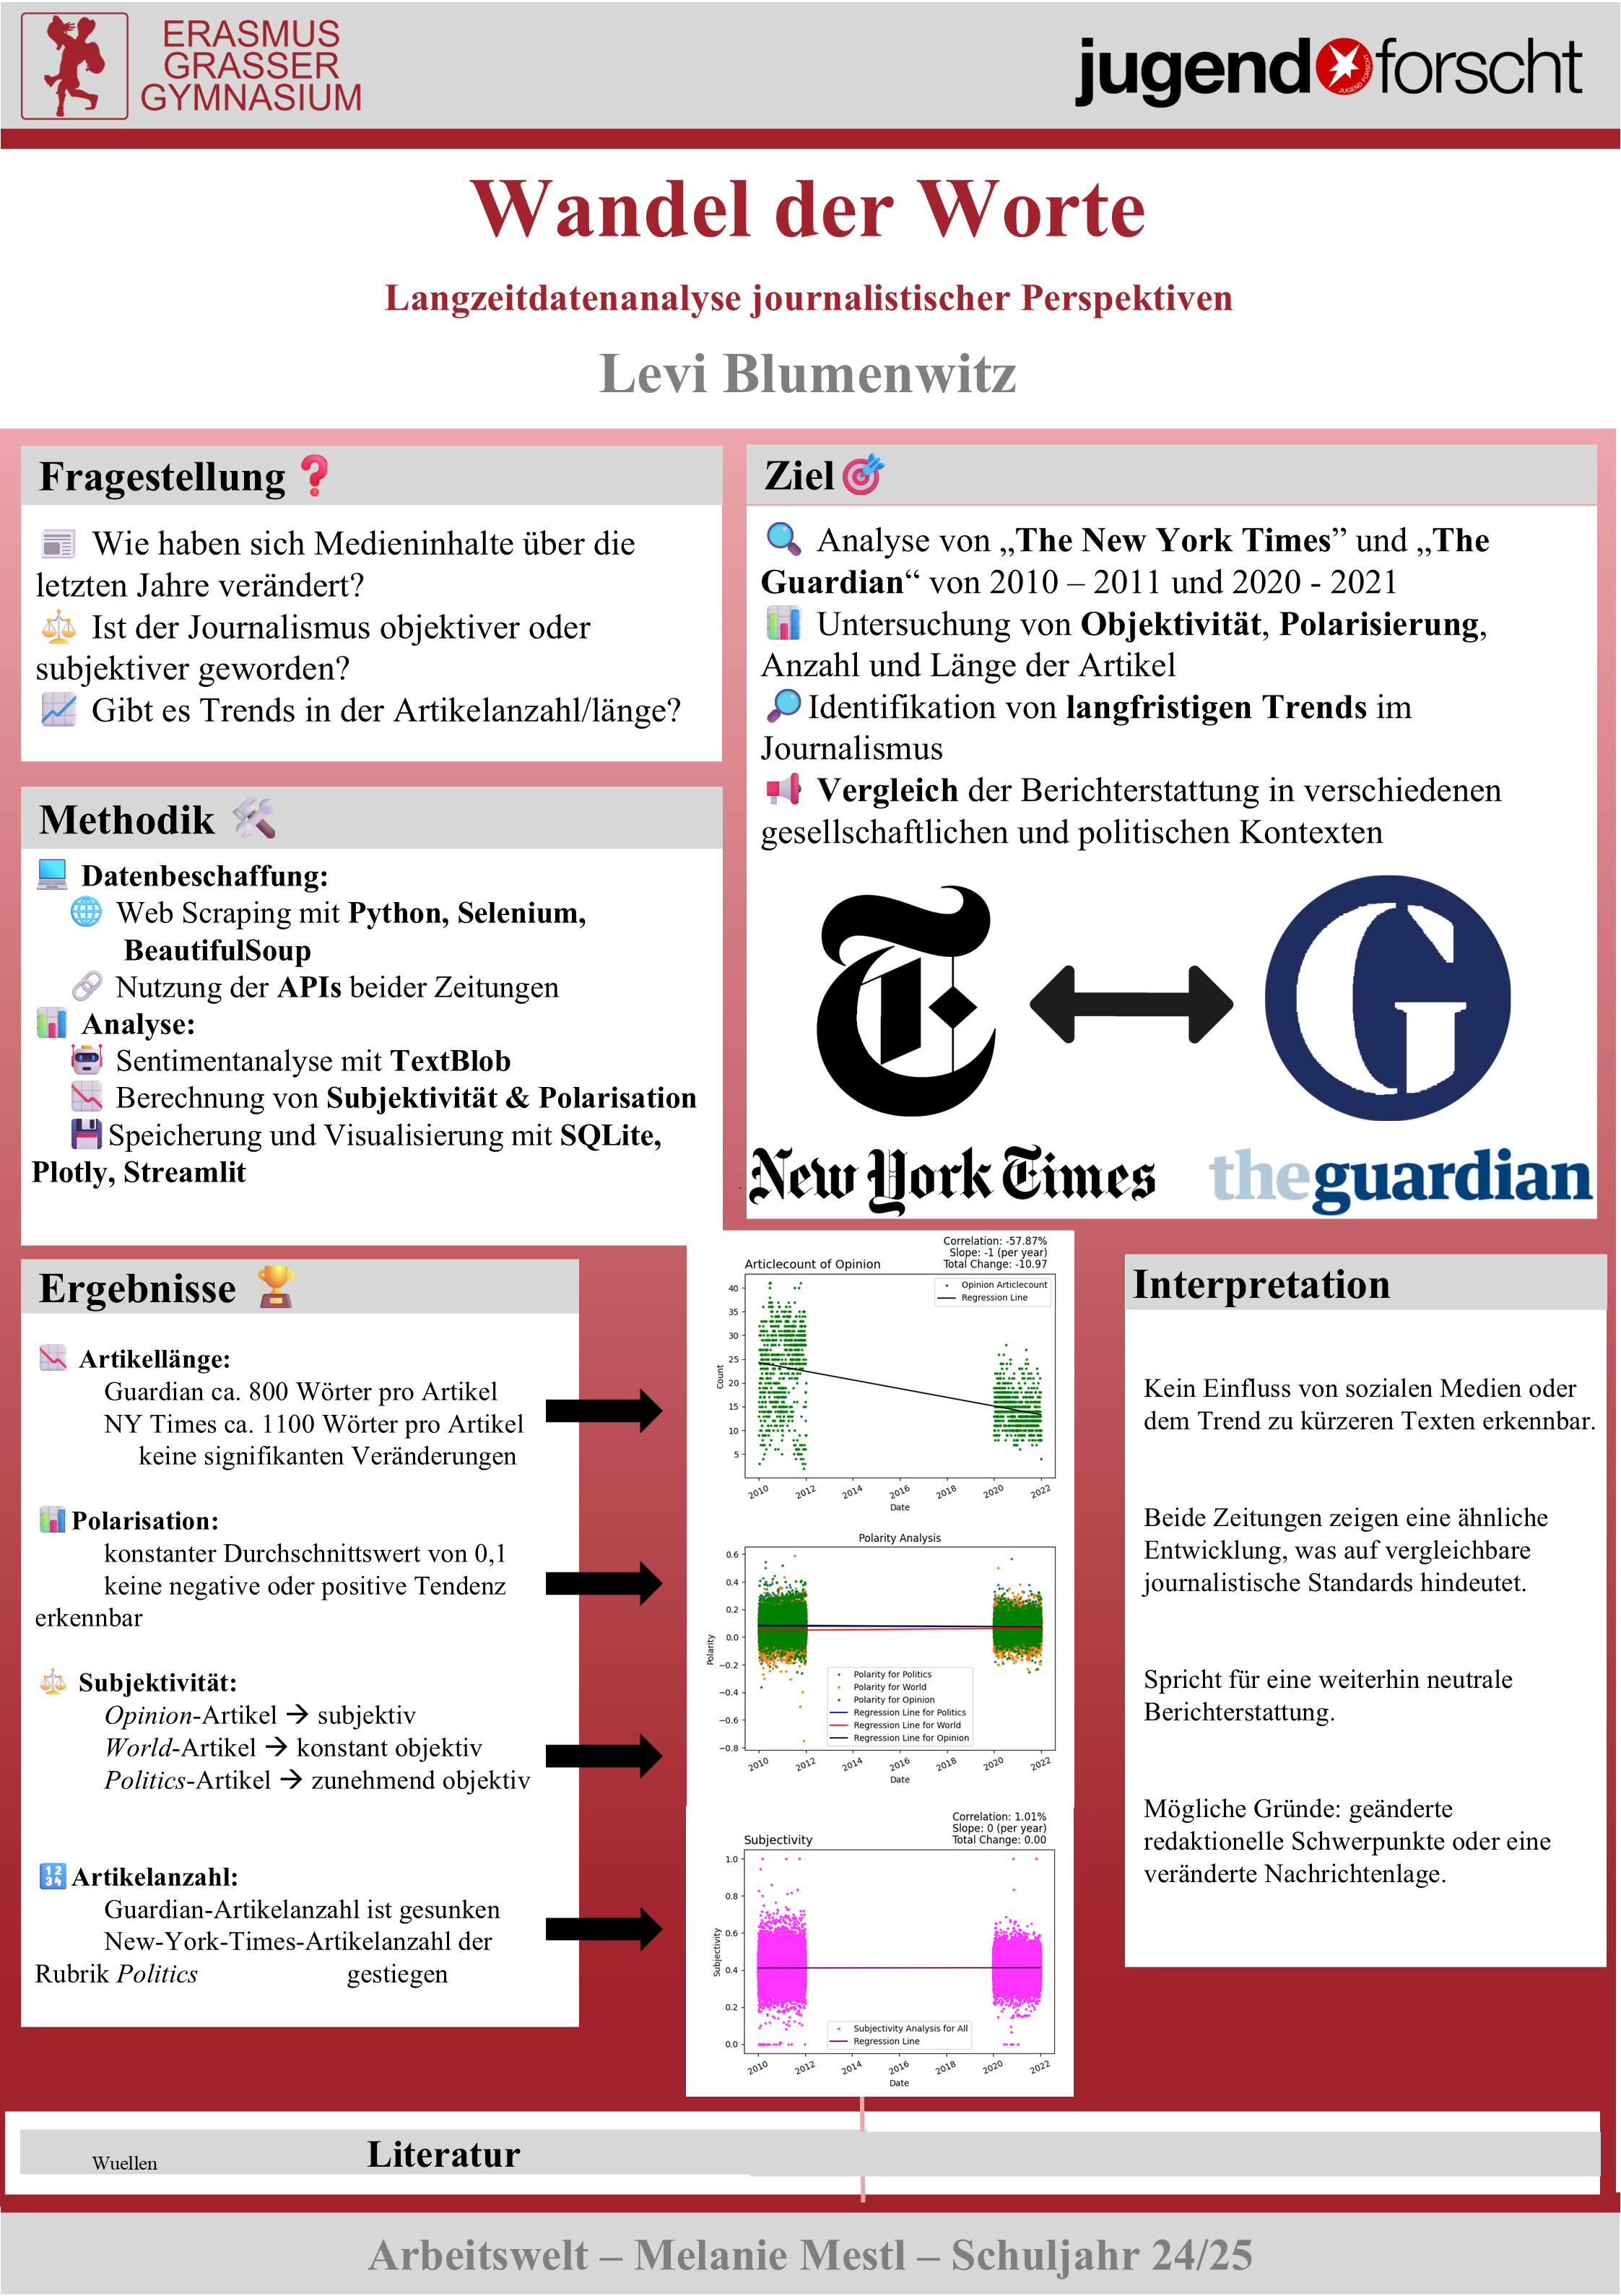 ERASMUS
GRASSER
GYMNASIUM
jugend forscht
JUGEND FORSCHT
Wandel der Worte
Langzeitdatenanalyse journalistischer Perspektiven
Levi Blumenwitz
Fragestellung ❓
Wie haben sich Medieninhalte über die
letzten Jahre verändert?
Ist der Journalismus objektiver oder
subjektiver geworden?
Gibt es Trends in der Artikelanzahl/länge?
Methodik
Datenbeschaffung:
Web Scraping mit Python, Selenium,
BeautifulSoup
Nutzung der APIs beider Zeitungen
Analyse:
Sentimentanalyse mit TextBlob
Berechnung von Subjektivität & Polarisation
Speicherung und Visualisierung mit SQLite,
Plotly, Streamlit
Ziel
Analyse von „The New York Times” und „The
Guardian“ von 2010 – 2011 und 2020 - 2021
Untersuchung von Objektivität, Polarisierung,
Anzahl und Länge der Artikel
Identifikation von langfristigen Trends im
Journalismus
Vergleich der Berichterstattung in verschiedenen
gesellschaftlichen und politischen Kontexten
T
G
New York Times
theguardian
Ergebnisse
Artikellänge:
Guardian ca. 800 Wörter pro Artikel
NY Times ca. 1100 Wörter pro Artikel
keine signifikanten Veränderungen
Polarisation:
konstanter Durchschnittswert von 0,1
keine negative oder positive Tendenz
erkennbar
Subjektivität:
Opinion-Artikel → subjektiv
World-Artikel → konstant objektiv
Politics-Artikel → zunehmend objektiv
1234 Artikelanzahl:
Guardian-Artikelanzahl ist gesunken
New-York-Times-Artikelanzahl der
Rubrik Politics gestiegen
Correlation: -57.87%
Slope: -1 (per year)
Total Change: -10.97
Articlecount of Opinion
Opinion Articlecount
Regression Line
Count
40
35
30
25
20
15
10
5
2010 2012 2014 2016 2018 2020 2022
Date
Polarity Analysis
Polarity
0.6
0.4
0.2
0.0
−0.2
−0.4
−0.6
−0.8
Polarity for Politics
Polarity for World
Polarity for Opinion
Regression Line for Politics
Regression Line for World
Regression Line for Opinion
2010 2012 2014 2016 2018 2020 2022
Date
Correlation: 1.01%
Slope: 0 (per year)
Total Change: 0.00
Subjectivity
Subjectivity
1.0
0.8
0.6
0.4
0.2
0.0
Subjectivity Analysis for All
Regression Line
2010 2012 2014 2016 2018 2020 2022
Date
Interpretation
Kein Einfluss von sozialen Medien oder
dem Trend zu kürzeren Texten erkennbar.
Beide Zeitungen zeigen eine ähnliche
Entwicklung, was auf vergleichbare
journalistische Standards hindeutet.
Spricht für eine weiterhin neutrale
Berichterstattung.
Mögliche Gründe: geänderte
redaktionelle Schwerpunkte oder eine
veränderte Nachrichtenlage.
Wuellen
Literatur
Arbeitswelt – Melanie Mestl – Schuljahr 24/25